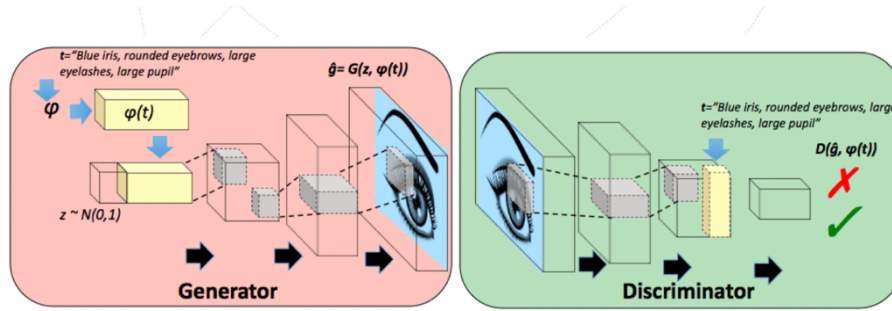 t="Blue iris, rounded eyebrows, large
eyelashes, large pupil"
φ
φ(t)
z ~ N(0,1)
ĝ= G(z, φ(t))
Generator
t="Blue iris, rounded eyebrows, large
eyelashes, large pupil"
D(ĝ, φ(t))
Discriminator